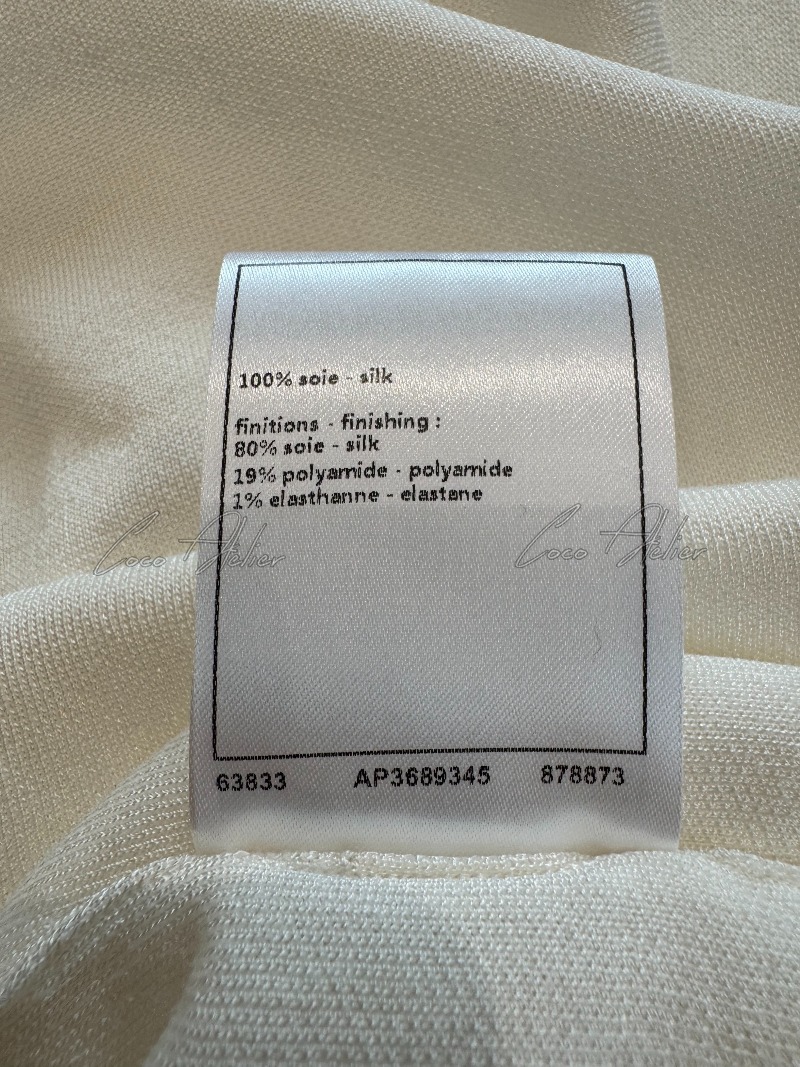 100% soie - silk
finitions - finishing :
80% soie - silk
19% polyamide - polyamide
1% elasthanne - elastane
Coco Atelier Coco Atelier
63833 AP3689345 878873